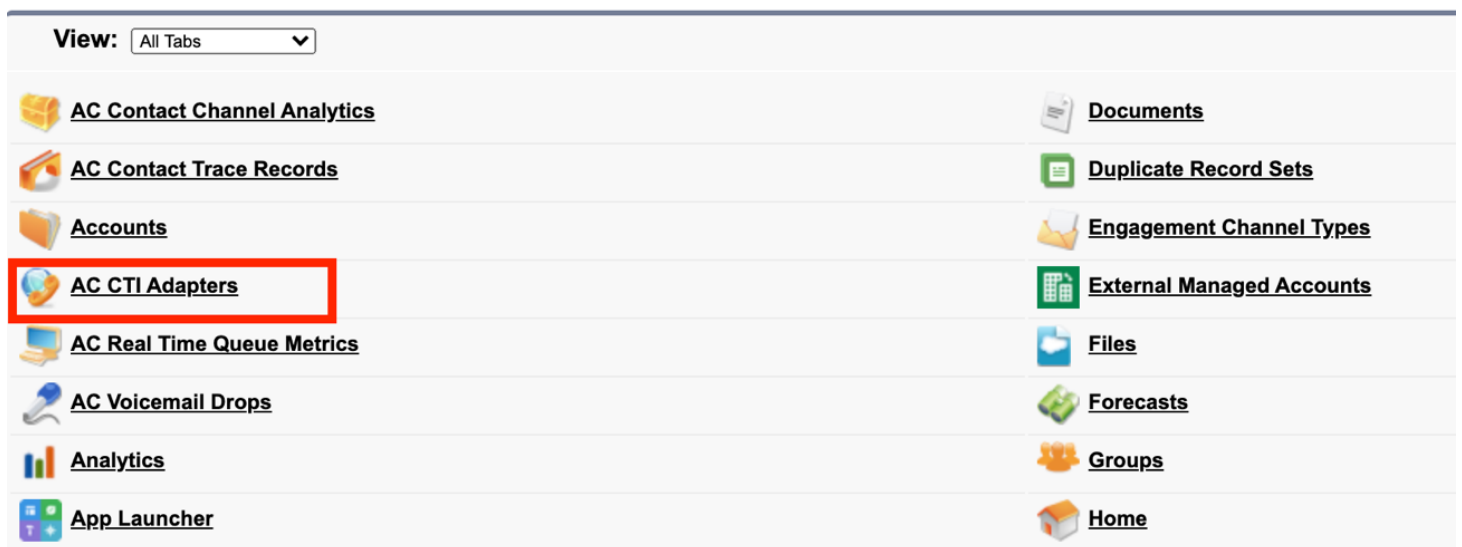 View: All Tabs
AC Contact Channel Analytics
Documents
AC Contact Trace Records
Duplicate Record Sets
Accounts
Engagement Channel Types
AC CTI Adapters
External Managed Accounts
AC Real Time Queue Metrics
Files
AC Voicemail Drops
Forecasts
Analytics
Groups
App Launcher
Home